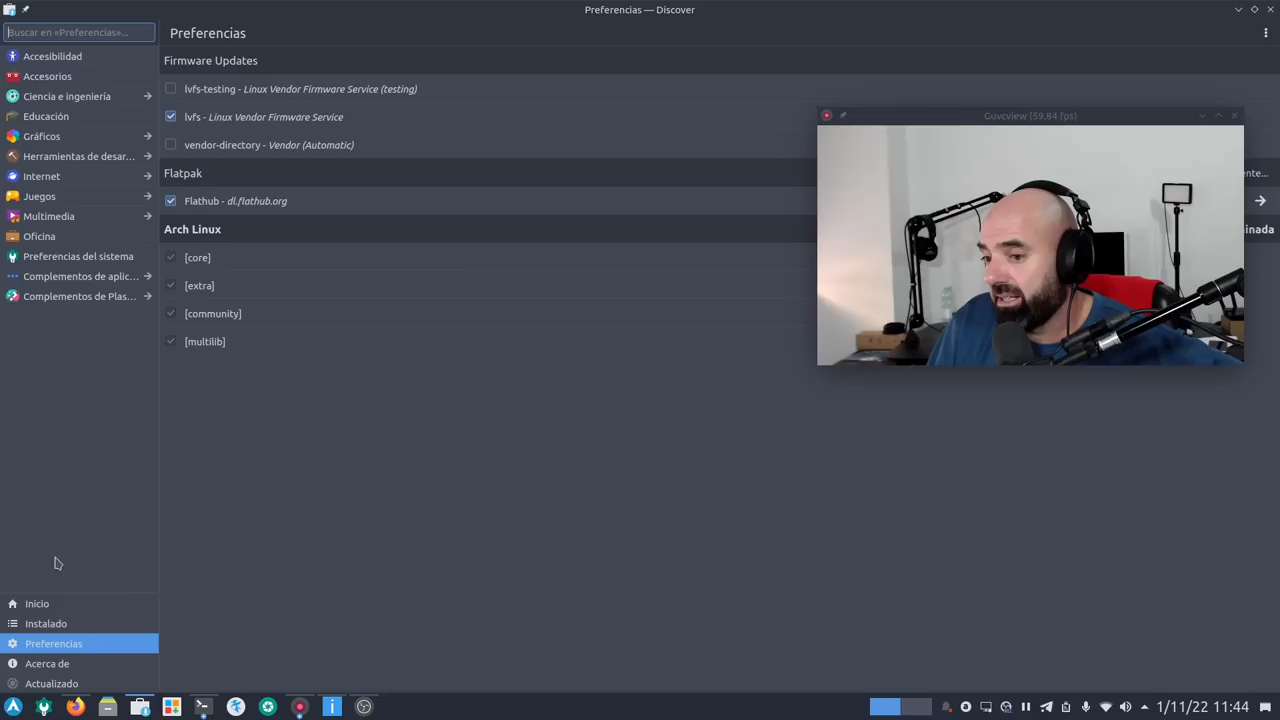 Preferencias — Discover
Buscar en «Preferencias»...
Preferencias
Accesibilidad
Accesorios
Ciencia e ingeniería
Educación
Gráficos
Herramientas de desar...
Internet
Juegos
Multimedia
Oficina
Preferencias del sistema
Complementos de aplic...
Complementos de Plas...
Inicio
Instalado
Preferencias
Acerca de
Actualizado
Firmware Updates
lvfs-testing - Linux Vendor Firmware Service (testing)
lvfs - Linux Vendor Firmware Service
vendor-directory - Vendor (Automatic)
Flatpak
ente...
Flathub - dl.flathub.org
Arch Linux
inada
[core]
[extra]
[community]
[multilib]
Guvcview (59.84 fps)
1/11/22 11:44